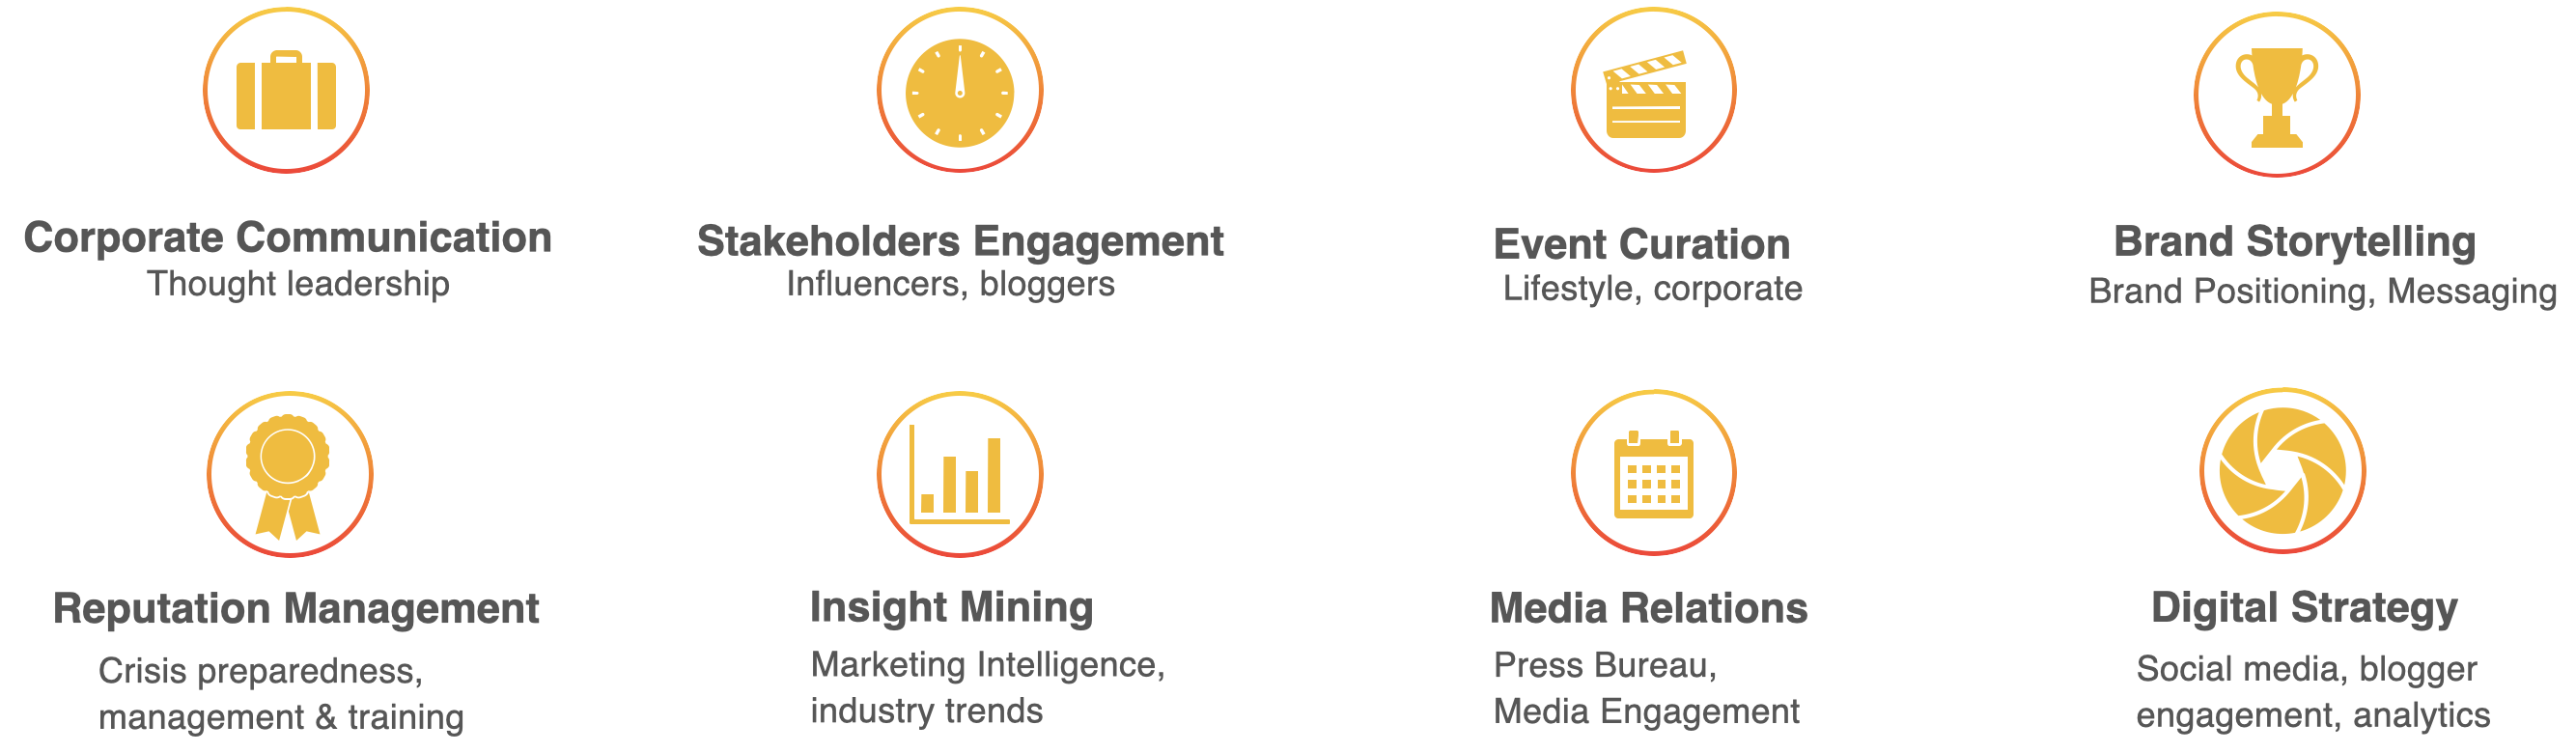 Corporate Communication
Thought leadership
Stakeholders Engagement
Influencers, bloggers
Event Curation
Lifestyle, corporate
Brand Storytelling
Brand Positioning, Messaging
Reputation Management
Crisis preparedness,
management & training
Insight Mining
Marketing Intelligence,
industry trends
Media Relations
Press Bureau,
Media Engagement
Digital Strategy
Social media, blogger
engagement, analytics